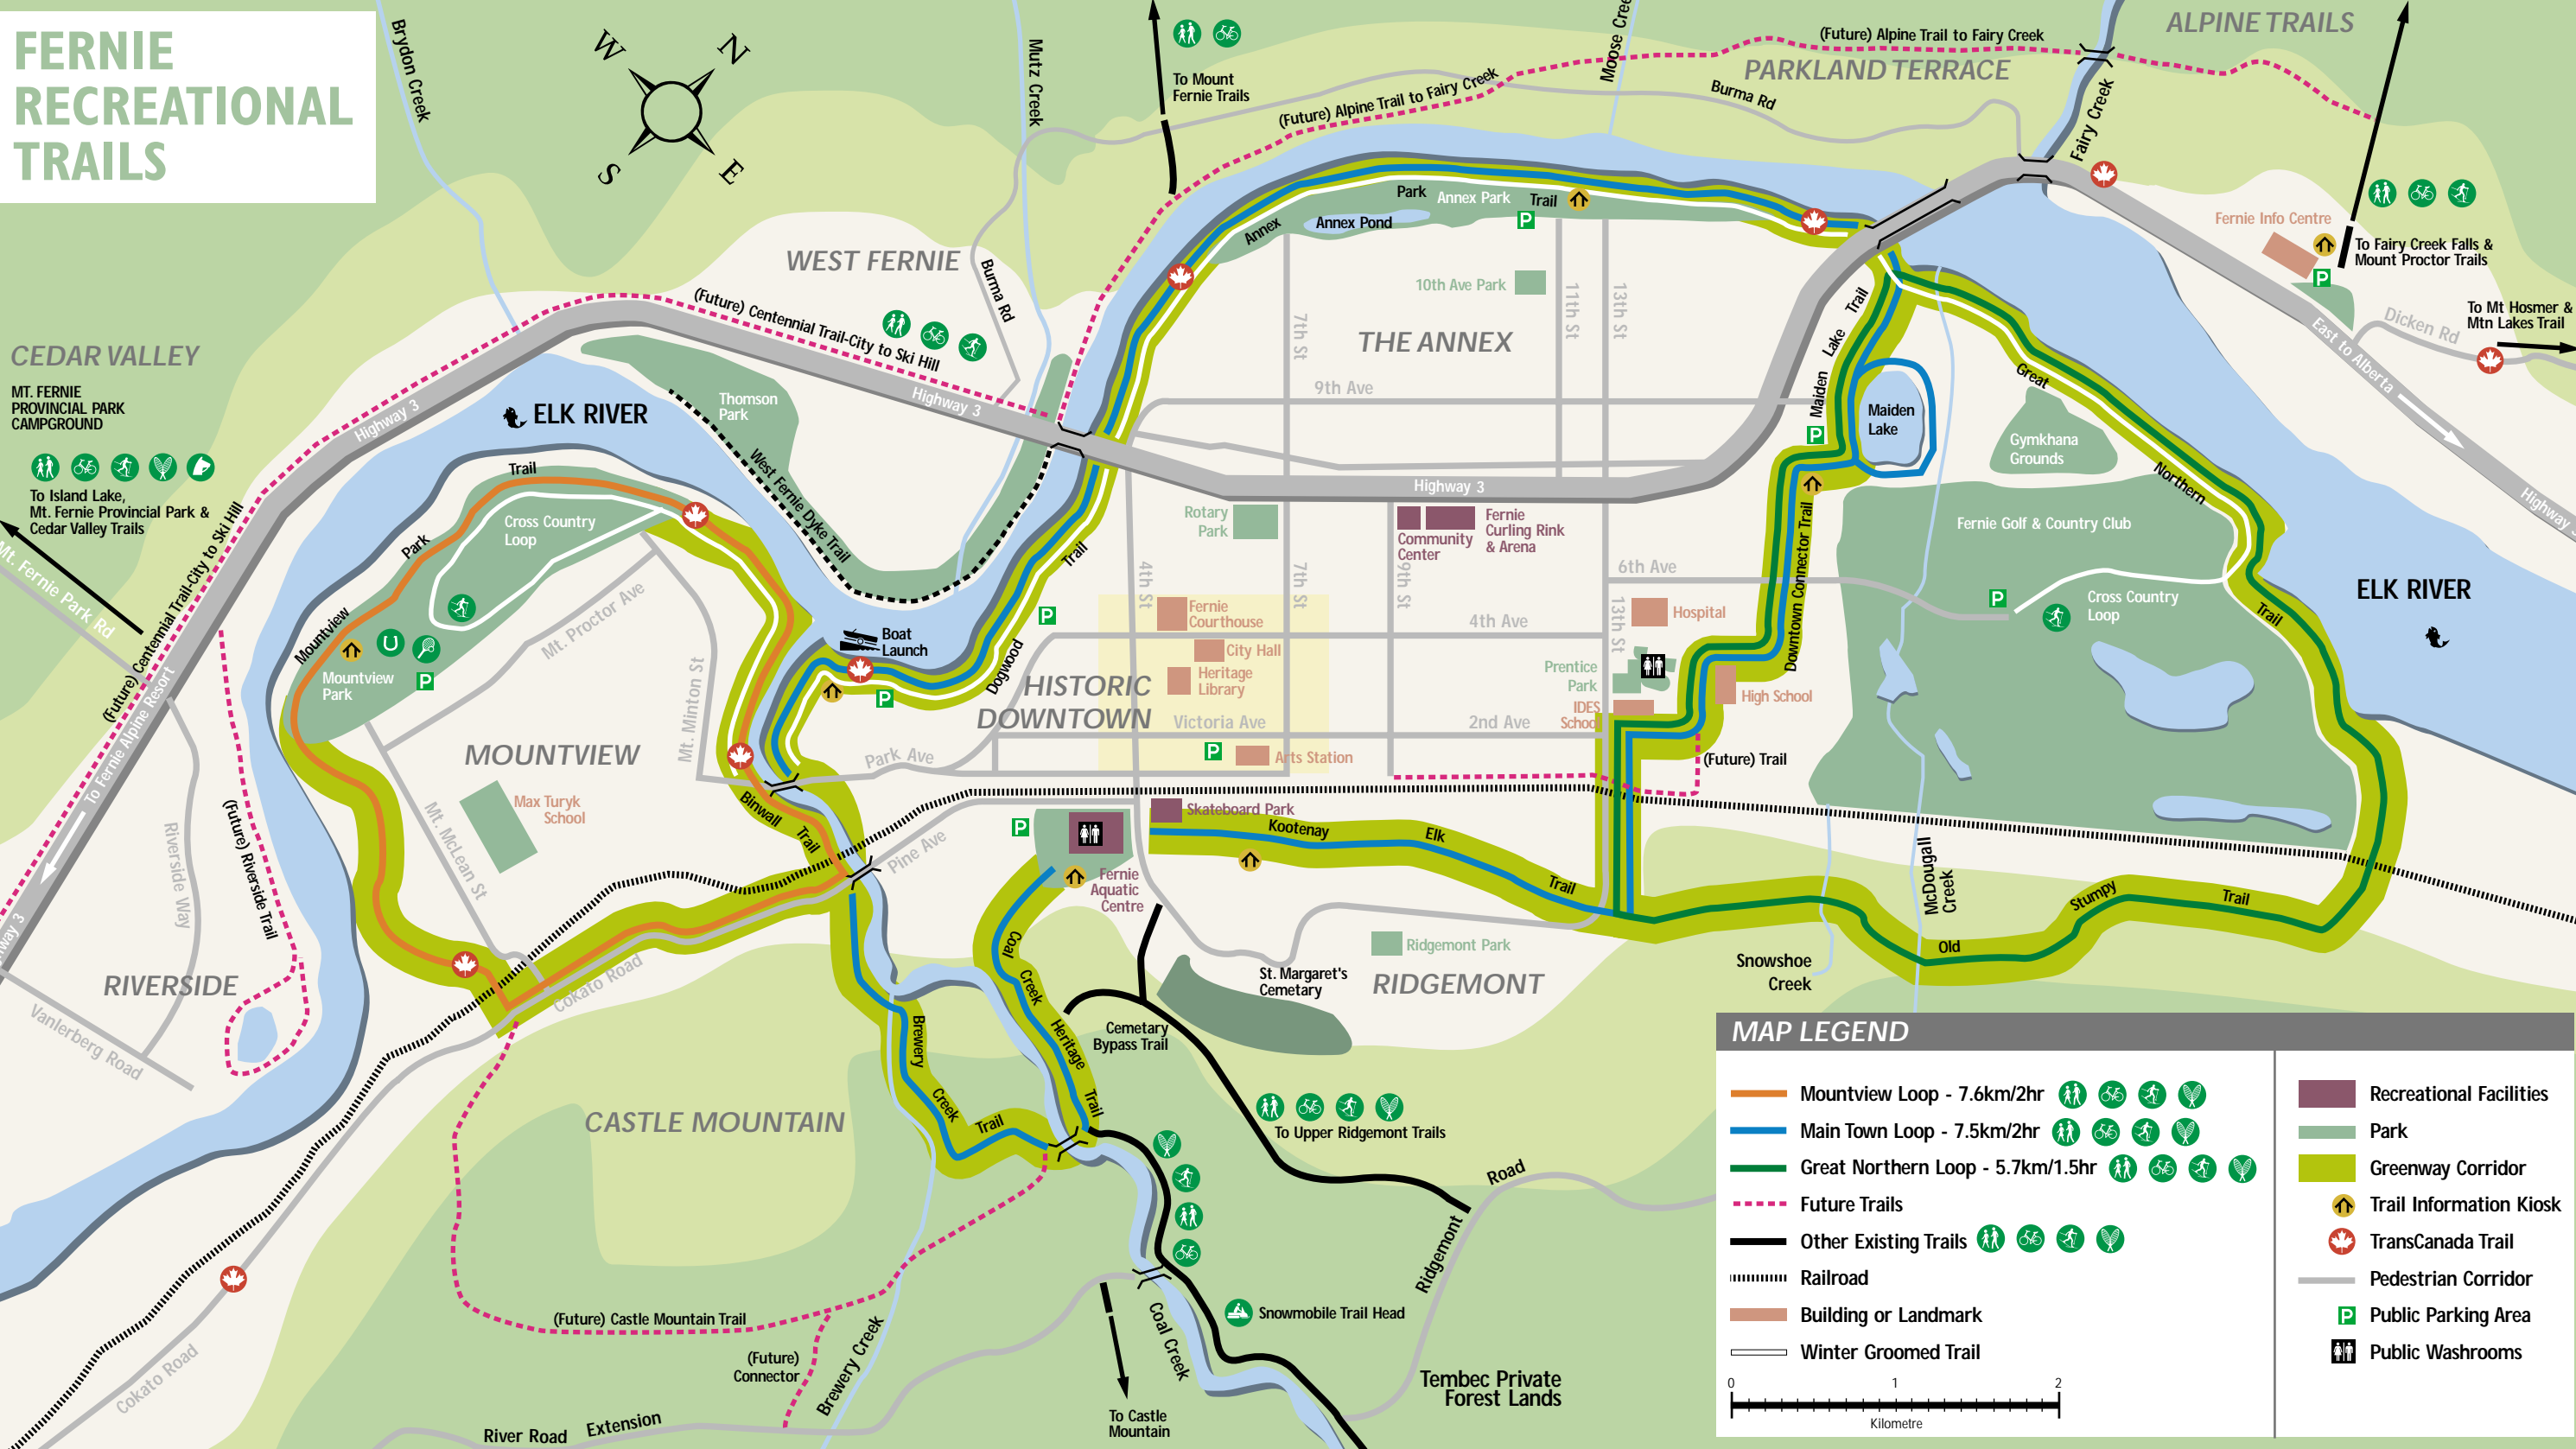 FERNIE
RECREATIONAL
TRAILS
W
N
S
E
Brydon Creek
Mutz Creek
To Mount
Fernie Trails
Moose Cree
(Future) Alpine Trail to Fairy Creek
(Future) Alpine Trail to Fairy Creek
PARKLAND TERRACE
ALPINE TRAILS
Burma Rd
Fairy Creek
Fernie Info Centre
To Fairy Creek Falls &
Mount Proctor Trails
P
Dicken Rd
To Mt Hosmer &
Mtn Lakes Trail
East to Alberta
Highway 3
WEST FERNIE
Burma Rd
(Future) Centennial Trail-City to Ski Hill
Highway 3
Highway 3
CEDAR VALLEY
MT. FERNIE
PROVINCIAL PARK
CAMPGROUND
To Island Lake,
Mt. Fernie Provincial Park &
Cedar Valley Trails
Mt. Fernie Park Rd
(Future) Centennial Trail-City to Ski Hill
To Fernie Alpine Resort
way 3
ELK RIVER
Thomson
Park
West Fernie Dyke Trail
Annex Park Trail
Annex Park
Annex Pond
P
10th Ave Park
7th St
11th St
13th St
THE ANNEX
9th Ave
Highway 3
Maiden Lake Trail
P
Maiden
Lake
Great Northern Trail
Gymkhana
Grounds
Fernie Golf & Country Club
P
Cross Country
Loop
ELK RIVER
Mountview Park Trail
Cross Country
Loop
Mountview
Park
P
Mt. Proctor Ave
Mt. Minton St
MOUNTVIEW
Max Turyk
School
Mt. McLean St
Boat
Launch
P
P
Dogwood Trail
Rotary
Park
4th St
7th St
9th St
Community
Center
Fernie
Curling Rink
& Arena
6th Ave
Fernie
Courthouse
4th Ave
City Hall
Heritage
Library
HISTORIC
DOWNTOWN
Victoria Ave
2nd Ave
P
Arts Station
Park Ave
13th St
Hospital
Prentice
Park
IDES
School
High School
Downtown Connector Trail
(Future) Trail
Binwall Trail
Pine Ave
P
Skateboard Park
Fernie
Aquatic
Centre
Kootenay Elk Trail
Ridgemont Park
RIDGEMONT
St. Margaret's
Cemetary
Cemetary
Bypass Trail
Coal Creek Heritage Trail
Brewery Creek Trail
Snowshoe
Creek
McDougall
Creek
Old Stumpy Trail
Riverside Way
(Future) Riverside Trail
RIVERSIDE
Vanlerberg Road
Cokato Road
Cokato Road
CASTLE MOUNTAIN
To Upper Ridgemont Trails
Ridgemont Road
Snowmobile Trail Head
(Future) Castle Mountain Trail
(Future)
Connector
Brewery Creek
River Road Extension
Coal Creek
To Castle
Mountain
Tembec Private
Forest Lands
MAP LEGEND
Mountview Loop - 7.6km/2hr
Main Town Loop - 7.5km/2hr
Great Northern Loop - 5.7km/1.5hr
Future Trails
Other Existing Trails
Railroad
Building or Landmark
Winter Groomed Trail
0 1 2
Kilometre
Recreational Facilities
Park
Greenway Corridor
Trail Information Kiosk
TransCanada Trail
Pedestrian Corridor
P Public Parking Area
Public Washrooms